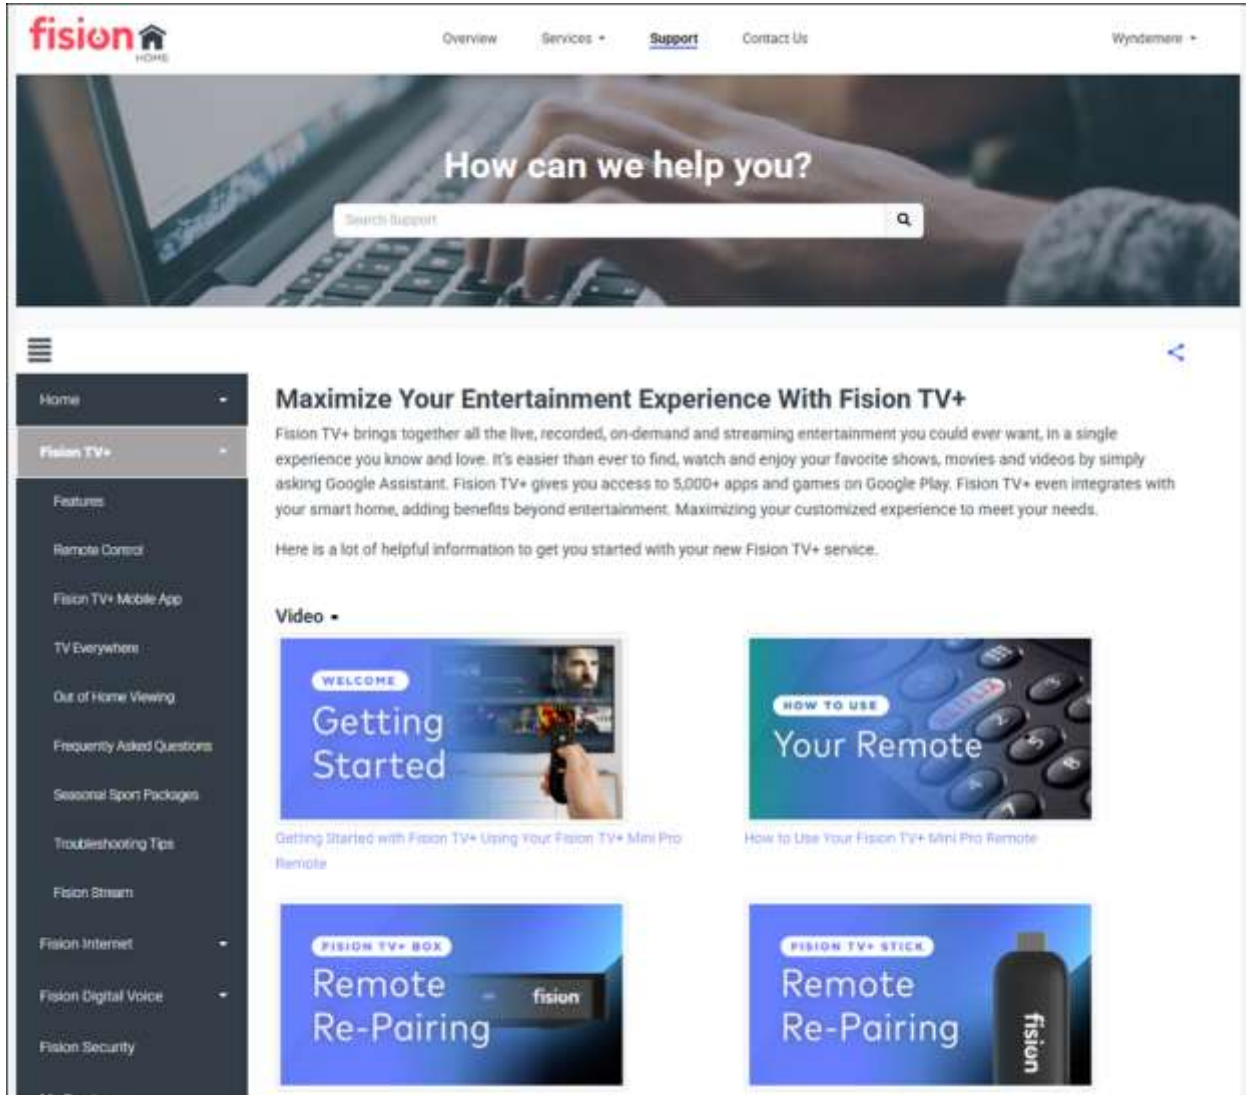 fision
HOME
Overview
Services
Support
Contact Us
Wyndemere
How can we help you?
Search Support
Home
Fision TV+
Features
Remote Control
Fision TV+ Mobile App
TV Everywhere
Out of Home Viewing
Frequently Asked Questions
Seasonal Sport Packages
Troubleshooting Tips
Fision Stream
Fision Internet
Fision Digital Voice
Fision Security
Maximize Your Entertainment Experience With Fision TV+
Fision TV+ brings together all the live, recorded, on-demand and streaming entertainment you could ever want, in a single
experience you know and love. It's easier than ever to find, watch and enjoy your favorite shows, movies and videos by simply
asking Google Assistant. Fision TV+ gives you access to 5,000+ apps and games on Google Play. Fision TV+ even integrates with
your smart home, adding benefits beyond entertainment. Maximizing your customized experience to meet your needs.
Here is a lot of helpful information to get you started with your new Fision TV+ service.
Video
WELCOME
Getting
Started
Getting Started with Fision TV+ Using Your Fision TV+ Mini Pro
Remote
HOW TO USE
Your Remote
NETFLIX
How to Use Your Fision TV+ Mini Pro Remote
FISION TV+ BOX
Remote
Re-Pairing
fision
FISION TV+ STICK
Remote
Re-Pairing
fision